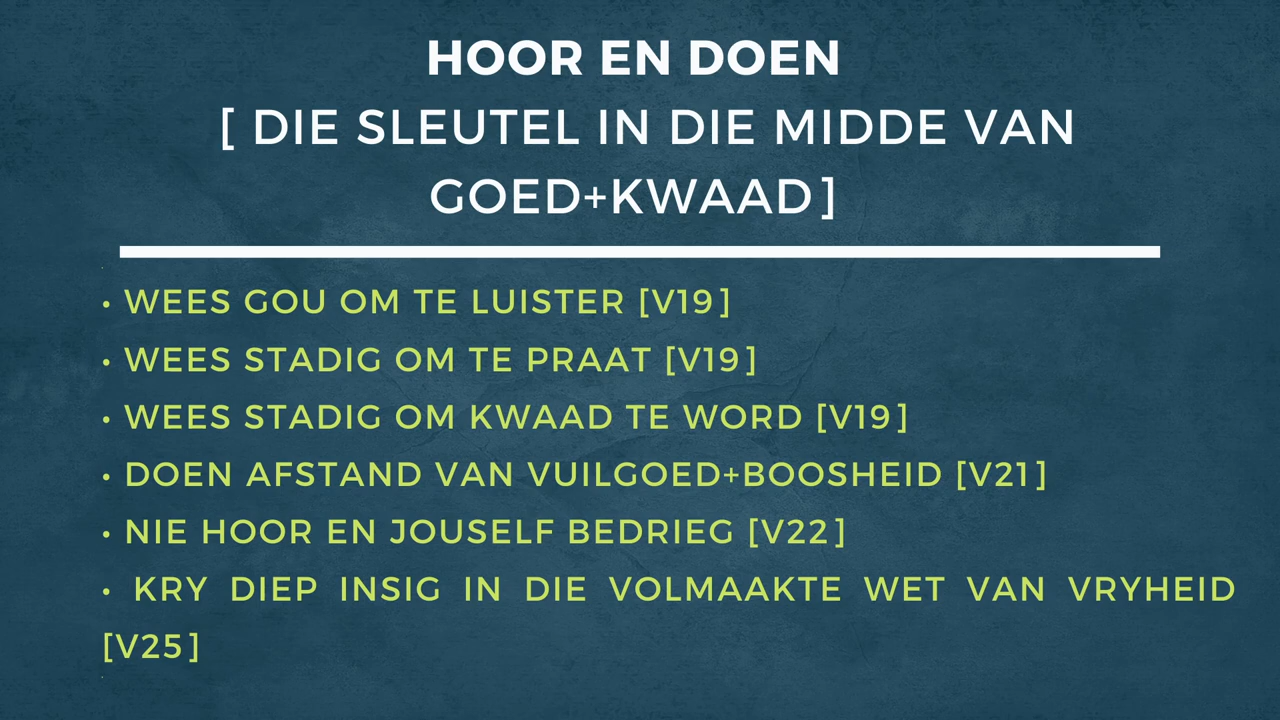 HOOR EN DOEN
[ DIE SLEUTEL IN DIE MIDDE VAN
GOED+KWAAD]
• WEES GOU OM TE LUISTER [V19]
• WEES STADIG OM TE PRAAT [V19]
• WEES STADIG OM KWAAD TE WORD [V19]
• DOEN AFSTAND VAN VUILGOED+BOOSHEID [V21]
• NIE HOOR EN JOUSELF BEDRIEG [V22]
• KRY DIEP INSIG IN DIE VOLMAAKTE WET VAN VRYHEID
[V25]